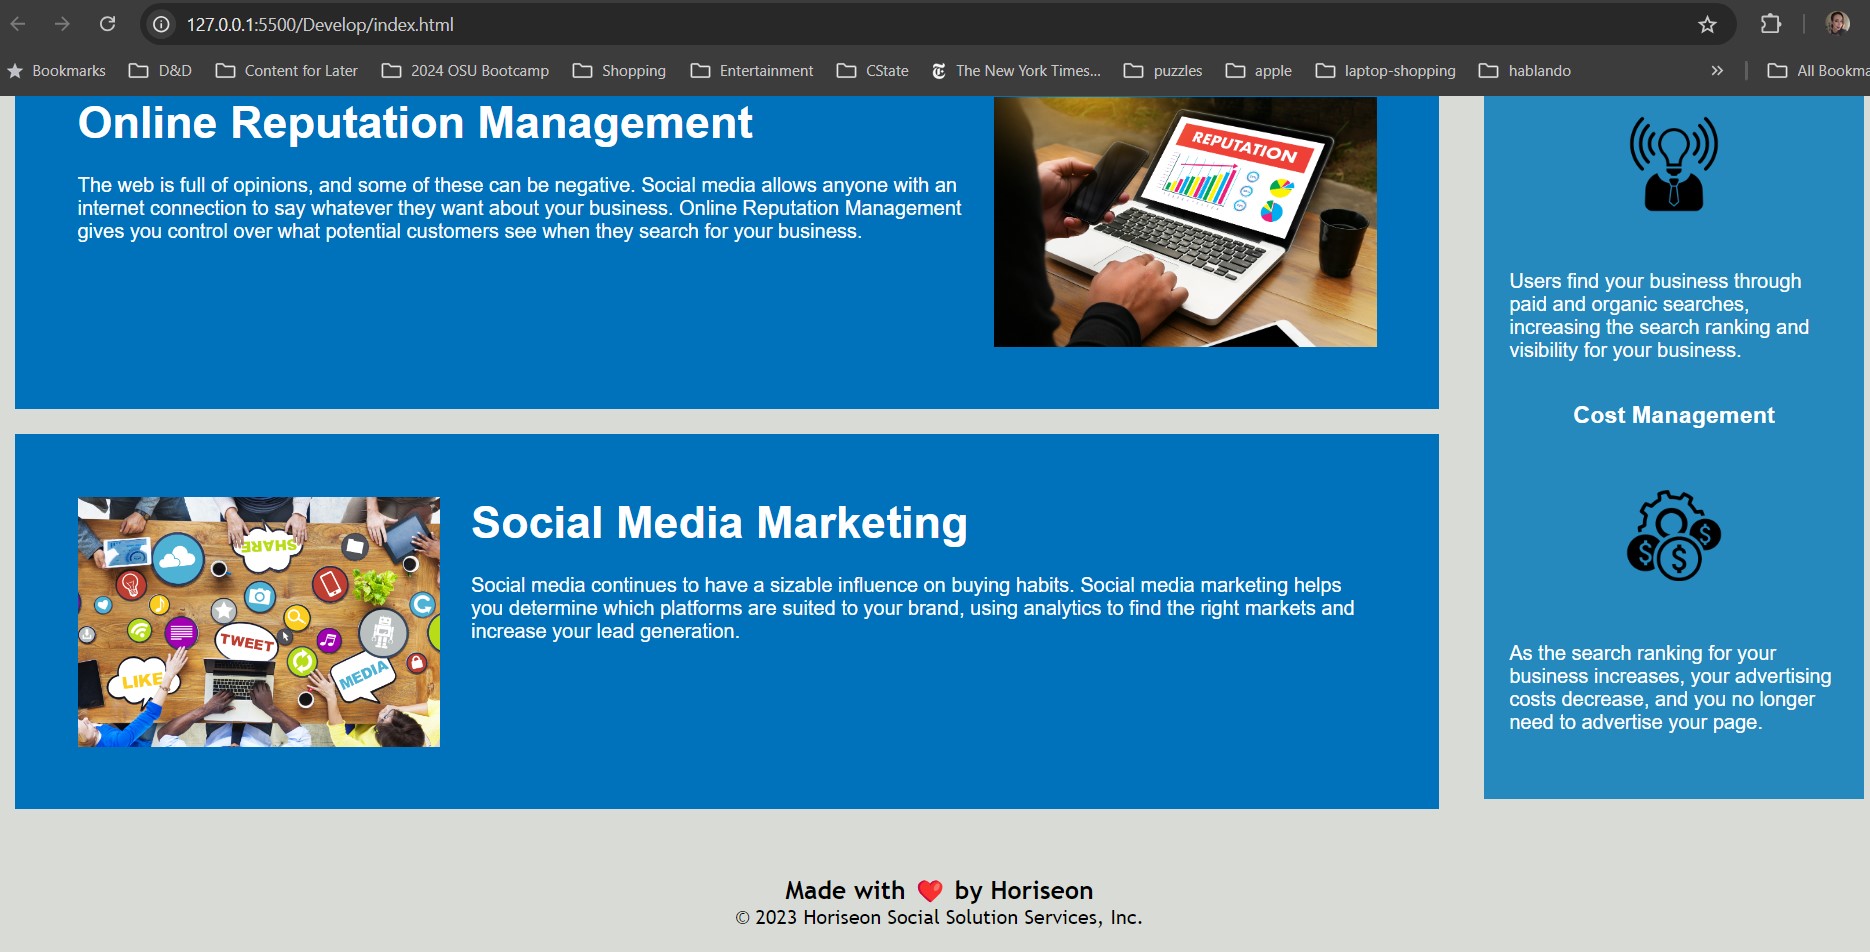 127.0.0.1:5500/Develop/index.html
Bookmarks D&D Content for Later 2024 OSU Bootcamp Shopping Entertainment CState The New York Times... puzzles apple laptop-shopping hablando » All Bookma
Online Reputation Management
The web is full of opinions, and some of these can be negative. Social media allows anyone with an
internet connection to say whatever they want about your business. Online Reputation Management
gives you control over what potential customers see when they search for your business.
REPUTATION
Social Media Marketing
Social media continues to have a sizable influence on buying habits. Social media marketing helps
you determine which platforms are suited to your brand, using analytics to find the right markets and
increase your lead generation.
SHARE
TWEET
LIKE
MEDIA
Users find your business through
paid and organic searches,
increasing the search ranking and
visibility for your business.
Cost Management
$ $ $
As the search ranking for your
business increases, your advertising
costs decrease, and you no longer
need to advertise your page.
Made with ❤️ by Horiseon
© 2023 Horiseon Social Solution Services, Inc.